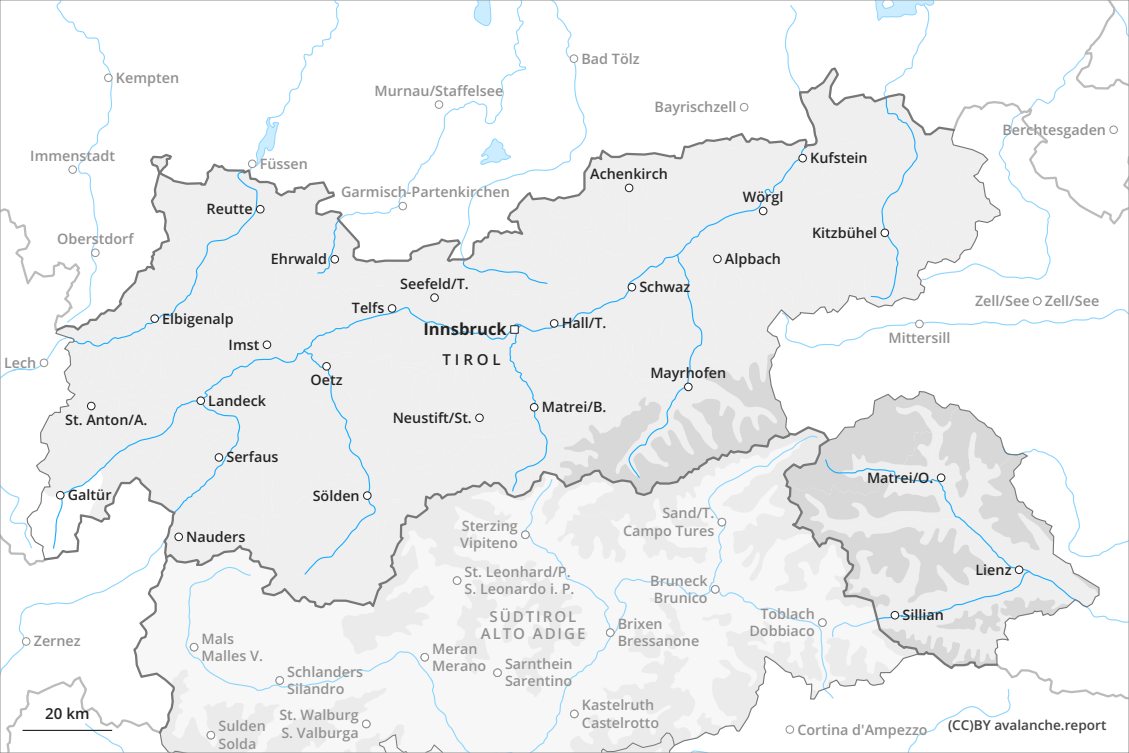 Kempten
Bad Tölz
Murnau/Staffelsee
Bayrischzell
Berchtesgaden
Immenstadt
Füssen
Kufstein
Achenkirch
Garmisch-Partenkirchen
Wörgl
Reutte
Oberstdorf
Kitzbühel
Ehrwald
Alpbach
Seefeld/T.
Schwaz
Zell/See
Zell/See
Telfs
Elbigenalp
Innsbruck
Hall/T.
Mittersill
Imst
TIROL
Lech
Oetz
Mayrhofen
Landeck
Matrei/B.
St. Anton/A.
Neustift/St.
Serfaus
Matrei/O.
Galtür
Sölden
Sand/T.
Campo Tures
Sterzing
Vipiteno
Nauders
St. Leonhard/P.
S. Leonardo i. P.
Lienz
Bruneck
Brunico
SÜDTIROL
ALTO ADIGE
Toblach
Dobbiaco
Sillian
Brixen
Bressanone
Zernez
Mals
Malles V.
Meran
Merano
Sarnthein
Sarentino
Schlanders
Silandro
Kastelruth
Castelrotto
20 km
St. Walburg
S. Valburga
Sulden
Solda
Cortina d'Ampezzo
(CC)BY avalanche.report